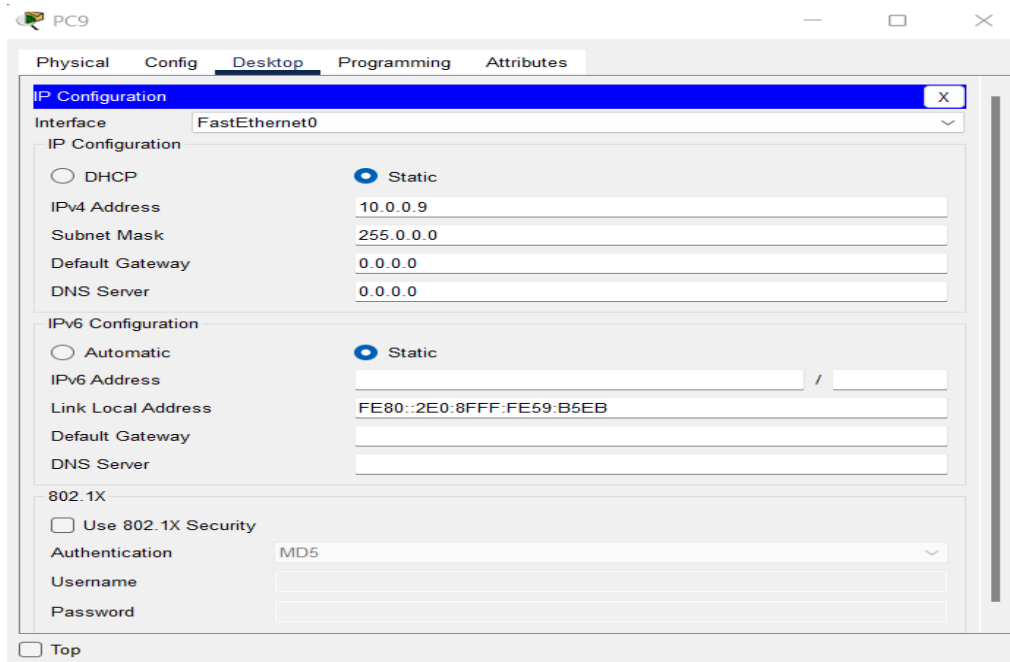 PC9
Physical Config Desktop Programming Attributes
IP Configuration X
Interface FastEthernet0
IP Configuration
DHCP Static
IPv4 Address 10.0.0.9
Subnet Mask 255.0.0.0
Default Gateway 0.0.0.0
DNS Server 0.0.0.0
IPv6 Configuration
Automatic Static
IPv6 Address /
Link Local Address FE80::2E0:8FFF:FE59:B5EB
Default Gateway
DNS Server
802.1X
Use 802.1X Security
Authentication MD5
Username
Password
Top